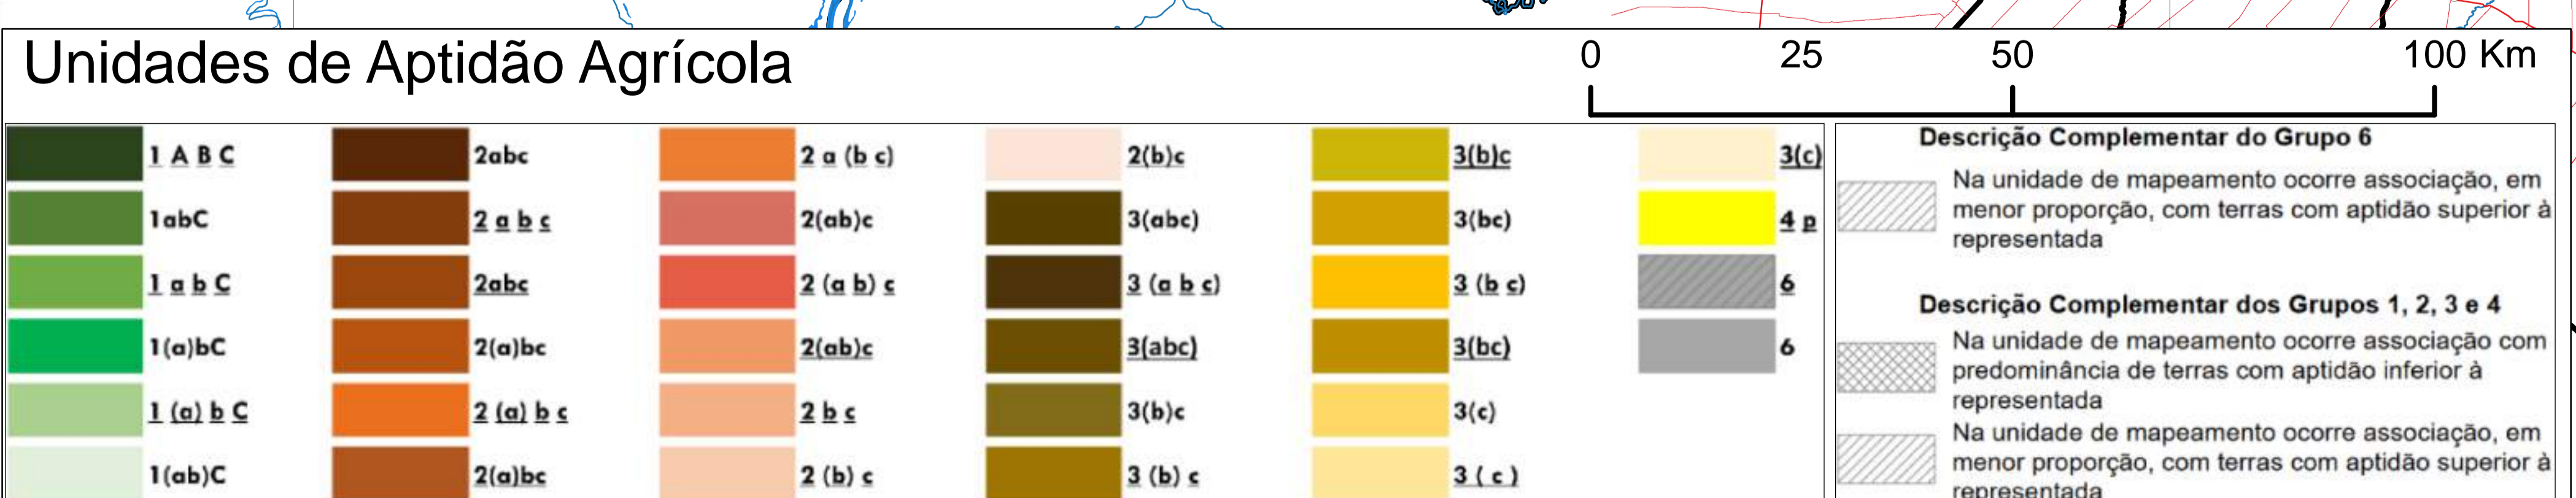 Unidades de Aptidão Agrícola
0 25 50 100 Km
1 A B C
1abC
1 a b C
1(a)bC
1 (a) b C
1(ab)C
2abc
2 a b c
2abc
2(a)bc
2 (a) b c
2(a)bc
2 a (b c)
2(ab)c
2 (a b) c
2(ab)c
2 b c
2 (b) c
2(b)c
3(abc)
3 (a b c)
3(abc)
3(b)c
3 (b) c
3(b)c
3(bc)
3 (b c)
3(bc)
3(c)
3 ( c )
3(c)
4 p
6
6
Descrição Complementar do Grupo 6
Na unidade de mapeamento ocorre associação, em
menor proporção, com terras com aptidão superior à
representada
Descrição Complementar dos Grupos 1, 2, 3 e 4
Na unidade de mapeamento ocorre associação com
predominância de terras com aptidão inferior à
representada
Na unidade de mapeamento ocorre associação, em
menor proporção, com terras com aptidão superior à
representada